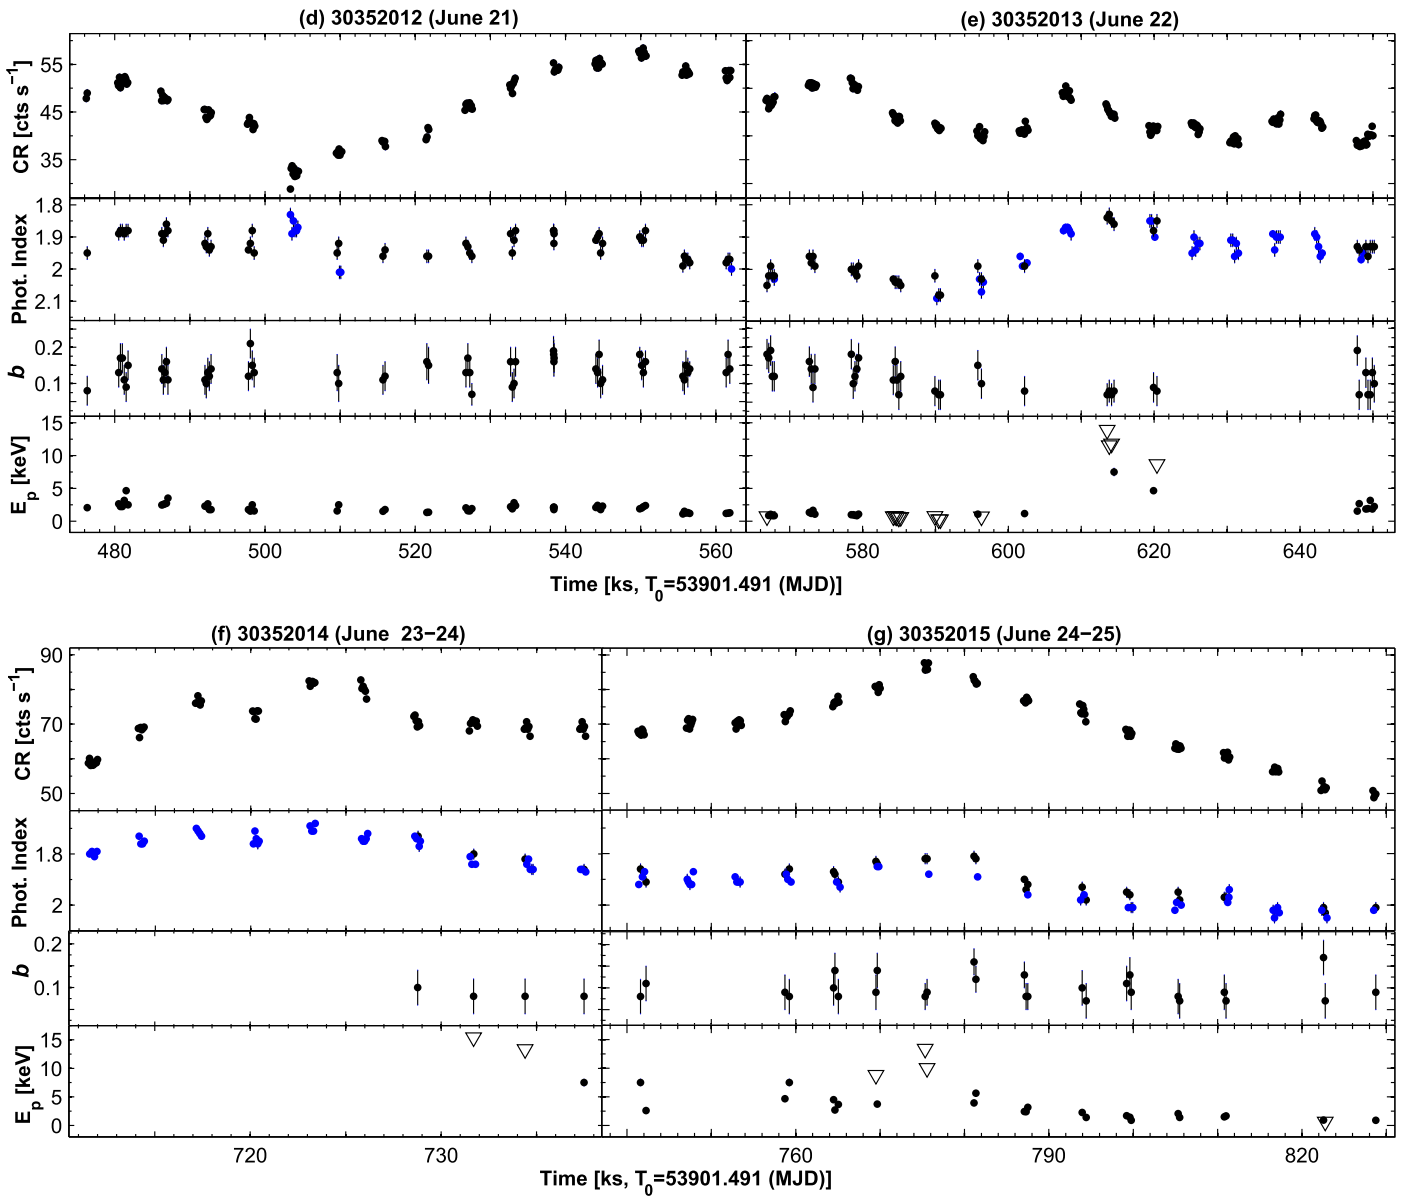 (d) 30352012 (June 21)
(e) 30352013 (June 22)
CR [cts s⁻¹]
55
45
35
Phot. Index
1.8
1.9
2
2.1
b
0.2
0.1
Eₚ [keV]
15
10
5
0
480 500 520 540 560 580 600 620 640
Time [ks, T₀=53901.491 (MJD)]
(f) 30352014 (June 23−24)
(g) 30352015 (June 24−25)
CR [cts s⁻¹]
90
70
50
Phot. Index
1.8
2
b
0.2
0.1
Eₚ [keV]
15
10
5
0
720 730 760 790 820
Time [ks, T₀=53901.491 (MJD)]